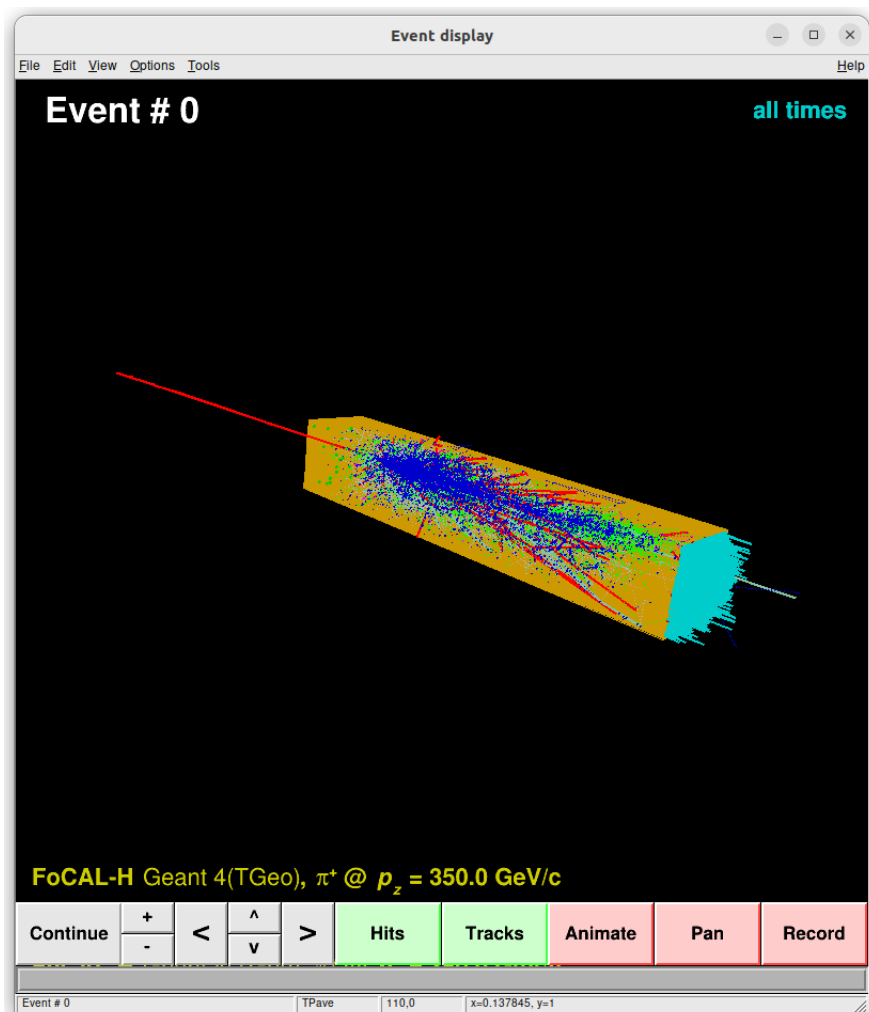 Event display
File Edit View Options Tools Help
Event # 0 all times
FoCAL-H Geant 4(TGeo), π⁺ @ p_z = 350.0 GeV/c
Continue + - < ^ v > Hits Tracks Animate Pan Record
Event # 0 TPave 110,0 x=0.137845, y=1